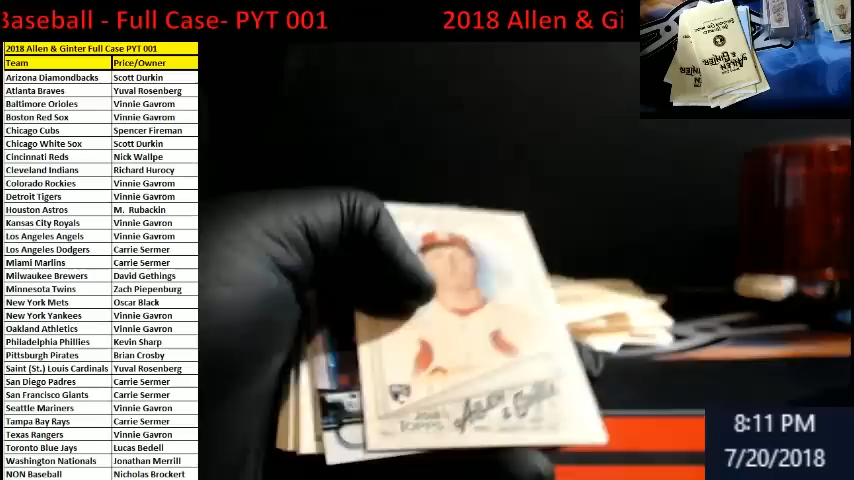 Baseball - Full Case- PYT 001 2018 Allen & Gi
2018 Allen & Ginter Full Case PYT 001
Team Price/Owner
Arizona Diamondbacks Scott Durkin
Atlanta Braves Yuval Rosenberg
Baltimore Orioles Vinnie Gavrom
Boston Red Sox Vinnie Gavrom
Chicago Cubs Spencer Fireman
Chicago White Sox Scott Durkin
Cincinnati Reds Nick Wallpe
Cleveland Indians Richard Hurocy
Colorado Rockies Vinnie Gavrom
Detroit Tigers Vinnie Gavrom
Houston Astros M. Rubackin
Kansas City Royals Vinnie Gavron
Los Angeles Angels Vinnie Gavrom
Los Angeles Dodgers Carrie Sermer
Miami Marlins Carrie Sermer
Milwaukee Brewers David Gethings
Minnesota Twins Zach Piepenburg
New York Mets Oscar Black
New York Yankees Vinnie Gavron
Oakland Athletics Vinnie Gavron
Philadelphia Phillies Kevin Sharp
Pittsburgh Pirates Brian Crosby
Saint (St.) Louis Cardinals Yuval Rosenberg
San Diego Padres Carrie Sermer
San Francisco Giants Carrie Sermer
Seattle Mariners Vinnie Gavron
Tampa Bay Rays Carrie Sermer
Texas Rangers Vinnie Gavron
Toronto Blue Jays Lucas Bedell
Washington Nationals Jonathan Merrill
NON Baseball Nicholas Brockert
TOPPS Allen & Ginter
8:11 PM
7/20/2018